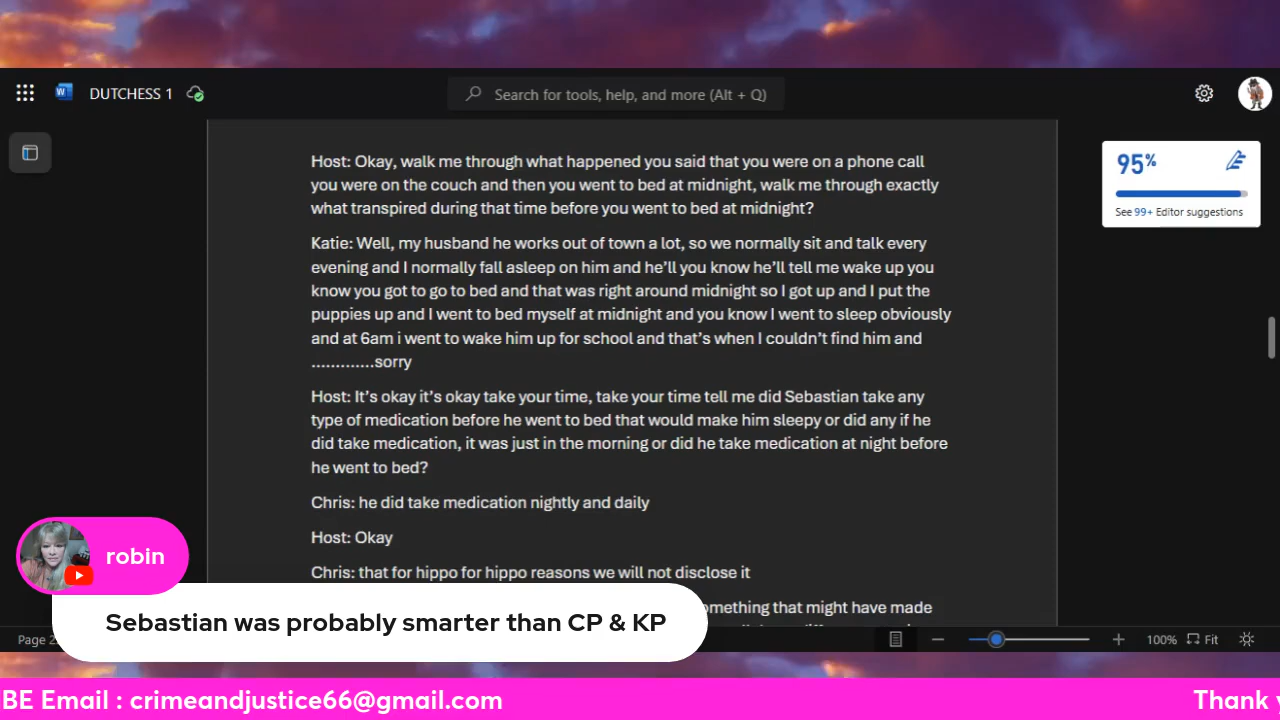 DUTCHESS 1
Search for tools, help, and more (Alt + Q)
Host: Okay, walk me through what happened you said that you were on a phone call
you were on the couch and then you went to bed at midnight, walk me through exactly
what transpired during that time before you went to bed at midnight?
95%
See 99+ Editor suggestions
Katie: Well, my husband he works out of town a lot, so we normally sit and talk every
evening and I normally fall asleep on him and he'll you know he'll tell me wake up you
know you got to go to bed and that was right around midnight so I got up and I put the
puppies up and I went to bed myself at midnight and you know I went to sleep obviously
and at 6am i went to wake him up for school and that's when I couldn't find him and
.............sorry
Host: It's okay it's okay take your time, take your time tell me did Sebastian take any
type of medication before he went to bed that would make him sleepy or did any if he
did take medication, it was just in the morning or did he take medication at night before
he went to bed?
Chris: he did take medication nightly and daily
Host: Okay
Chris: that for hippo for hippo reasons we will not disclose it
omething that might have made
robin
Sebastian was probably smarter than CP & KP
Page 2
100%
Fit
BE Email : crimeandjustice66@gmail.com
Thank